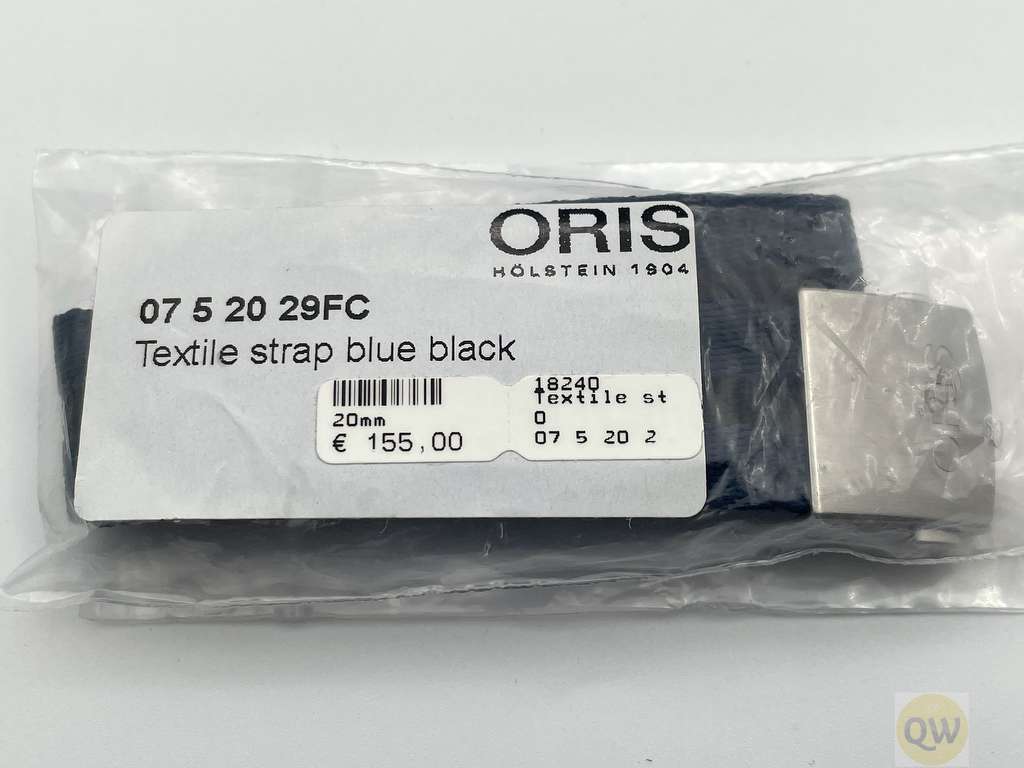 ORIS
HÖLSTEIN 1904
07 5 20 29FC
Textile strap blue black
20mm
€ 155,00
18240
Textile st
0
07 5 20 2
ORIS
QW